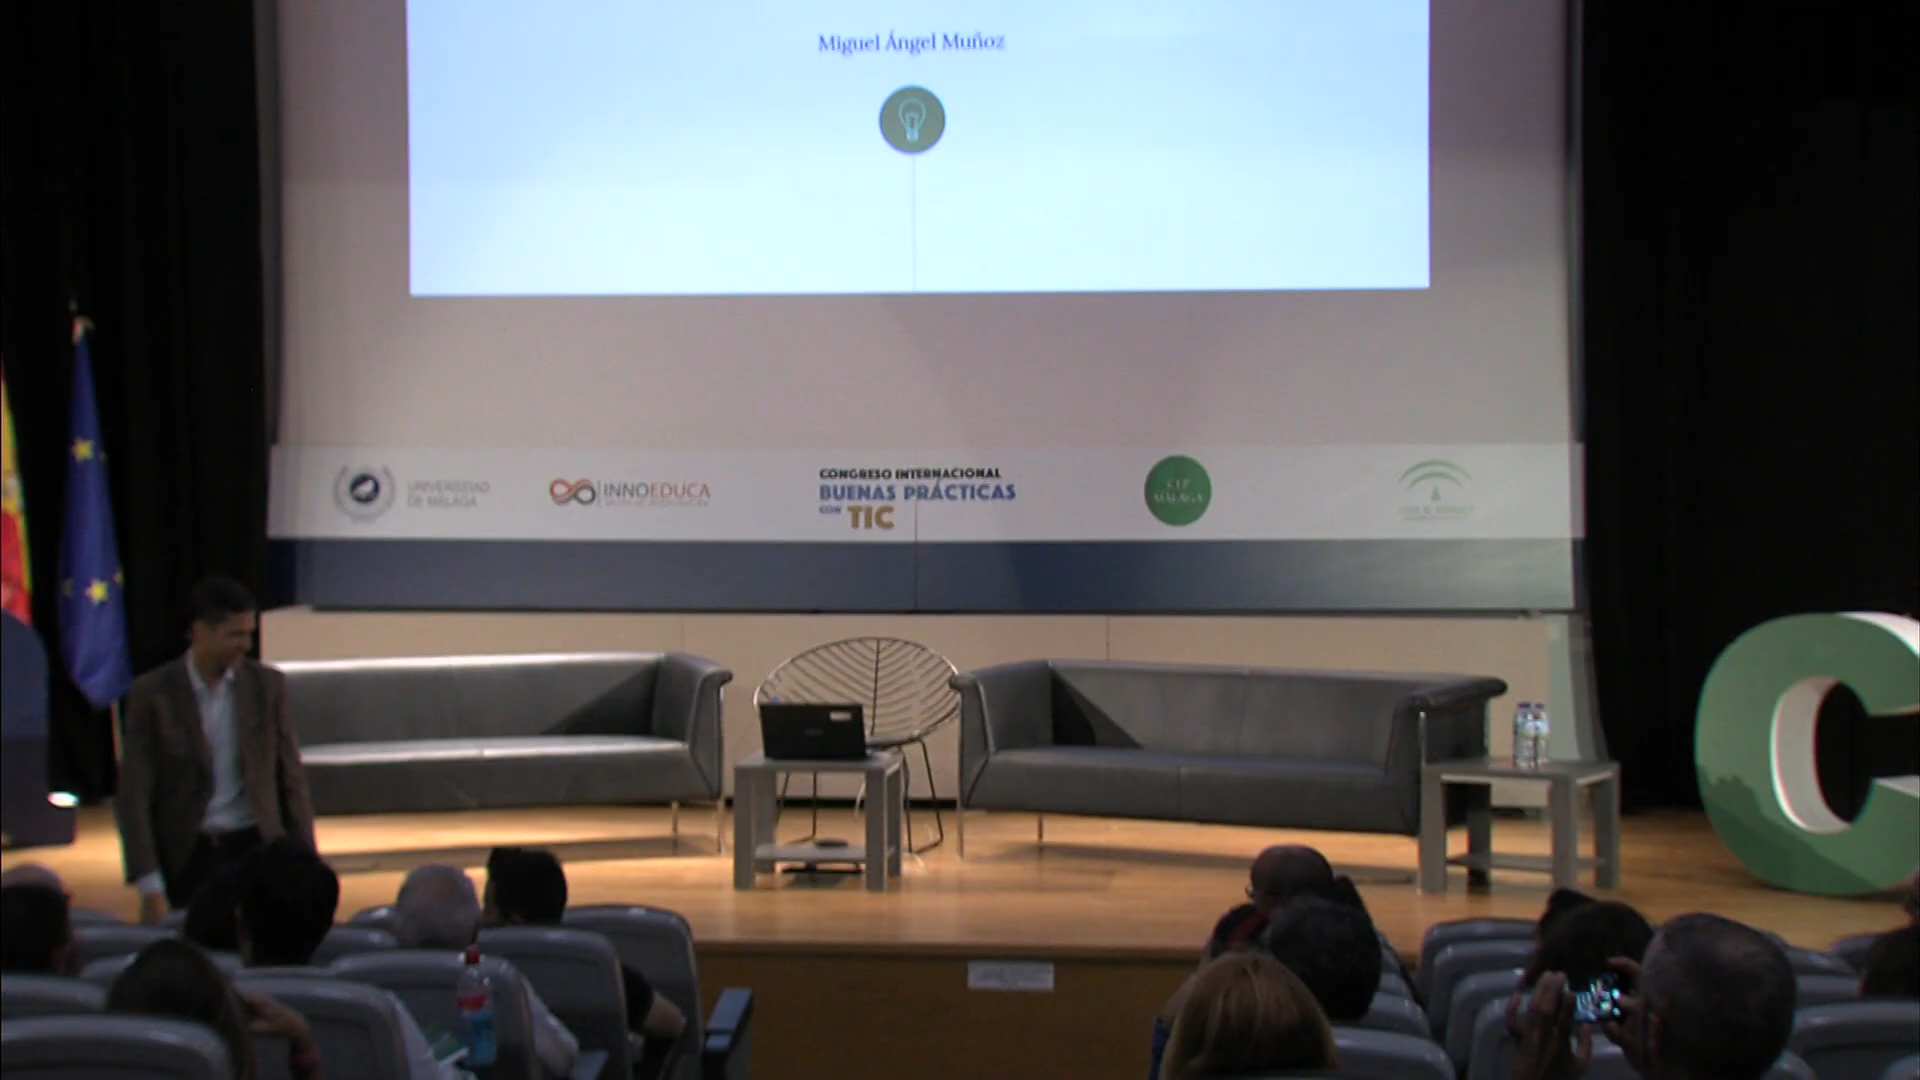 Miguel Ángel Muñoz
UNIVERSIDAD
DE MÁLAGA
INNOEDUCA
CONGRESO INTERNACIONAL
BUENAS PRÁCTICAS
CON TIC
CEP
MÁLAGA
C